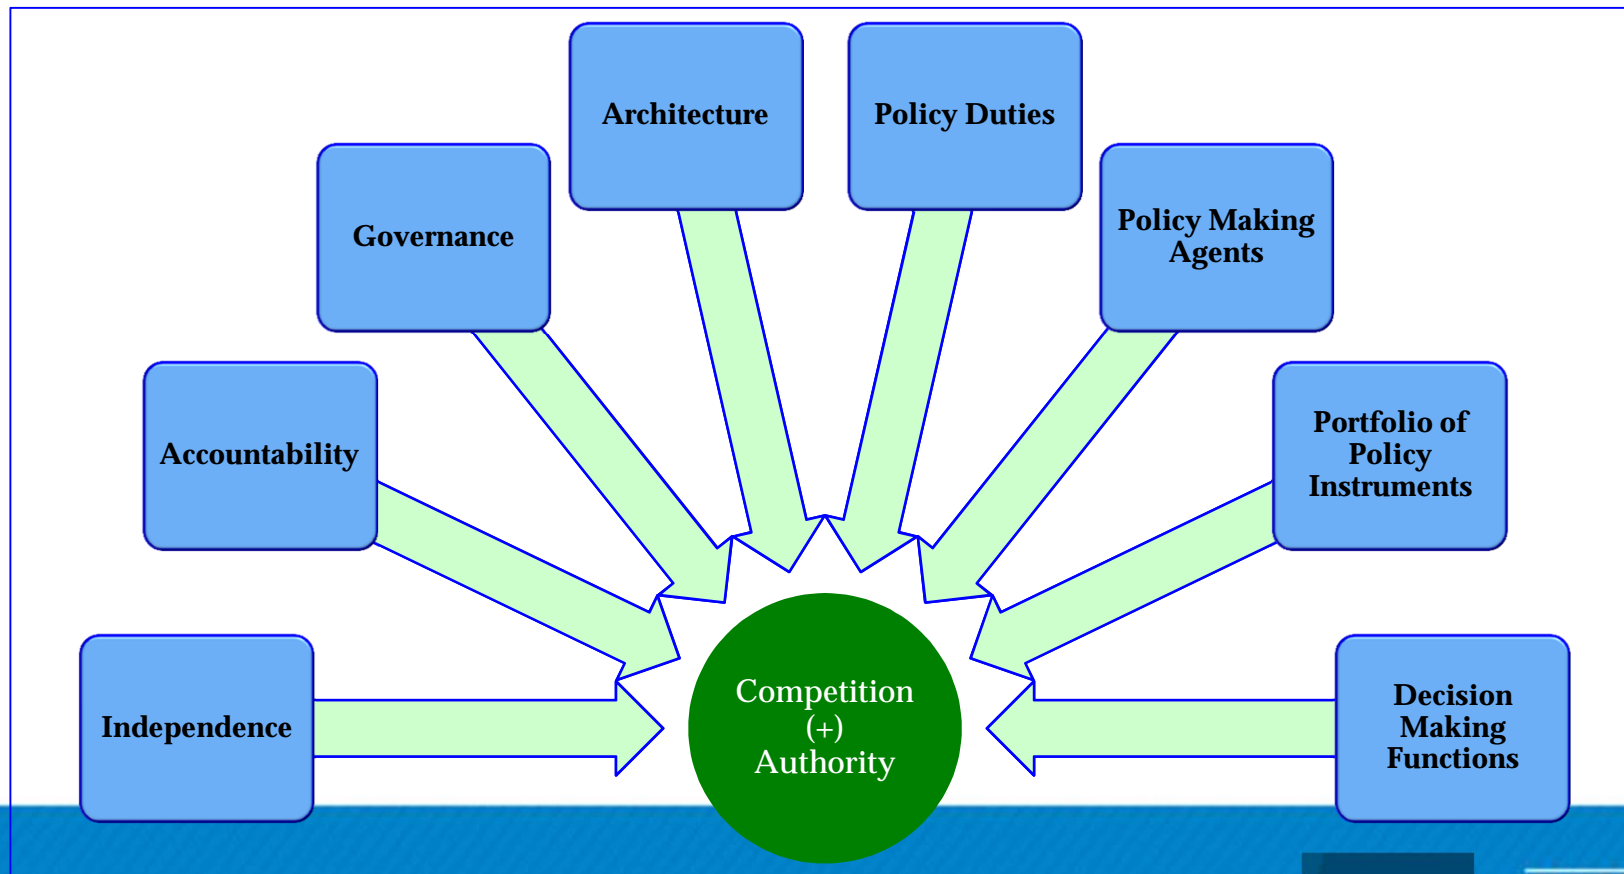 Architecture
Policy Duties
Governance
Policy Making
Agents
Accountability
Portfolio of
Policy
Instruments
Independence
Competition
(+)
Authority
Decision
Making
Functions